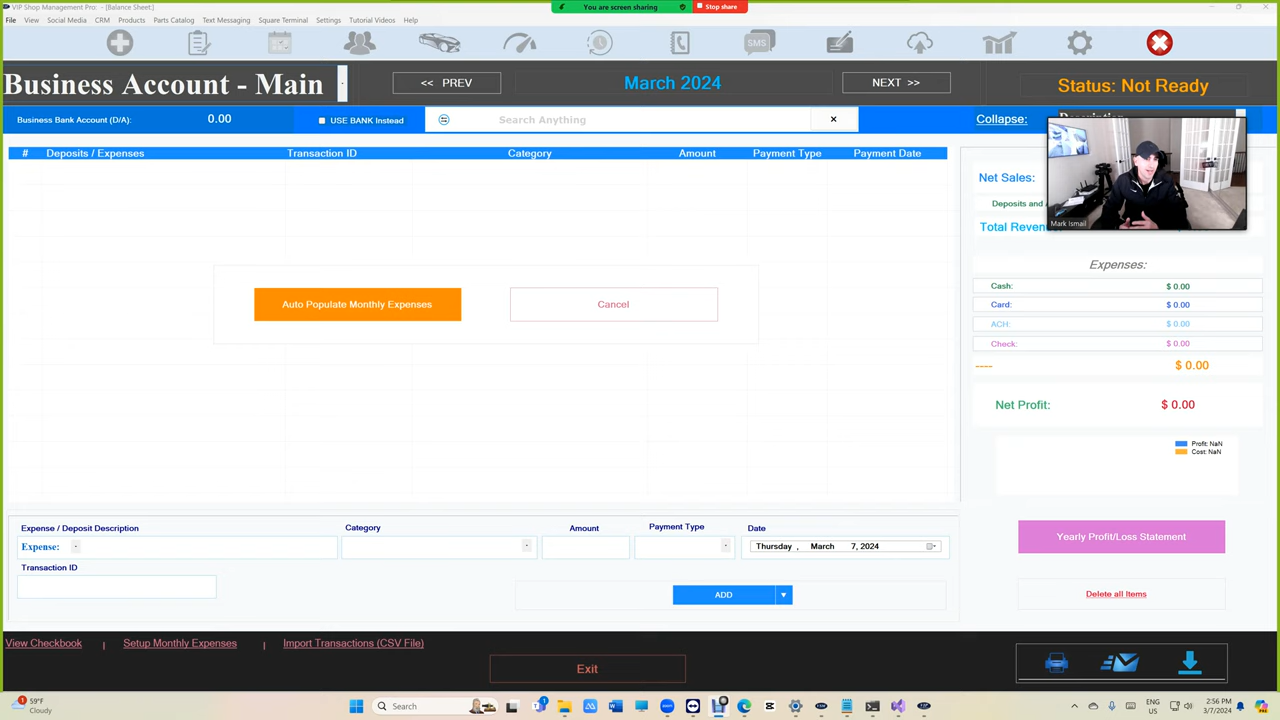 VIP Shop Management Pro: - [Balance Sheet:]
You are screen sharing
Stop share
File View Social Media CRM Products Parts Catalog Text Messaging Square Terminal Settings Tutorial Videos Help
SMS
Business Account - Main
<< PREV
March 2024
NEXT >>
Status: Not Ready
Business Bank Account (D/A):
0.00
USE BANK Instead
Search Anything
Collapse:
# Deposits / Expenses Transaction ID Category Amount Payment Type Payment Date
Net Sales:
Deposits and
Mark Ismail
Auto Populate Monthly Expenses
Cancel
Expenses:
Cash: $ 0.00
Card: $ 0.00
ACH: $ 0.00
Check: $ 0.00
---- $ 0.00
Net Profit: $ 0.00
Profit: NaN
Cost: NaN
Expense / Deposit Description
Category
Amount
Payment Type
Date
Expense:
Thursday , March 7, 2024
Transaction ID
ADD
Yearly Profit/Loss Statement
Delete all Items
View Checkbook | Setup Monthly Expenses | Import Transactions (CSV File)
Exit
59°F
Cloudy
Search
ENG
US
2:56 PM
3/7/2024